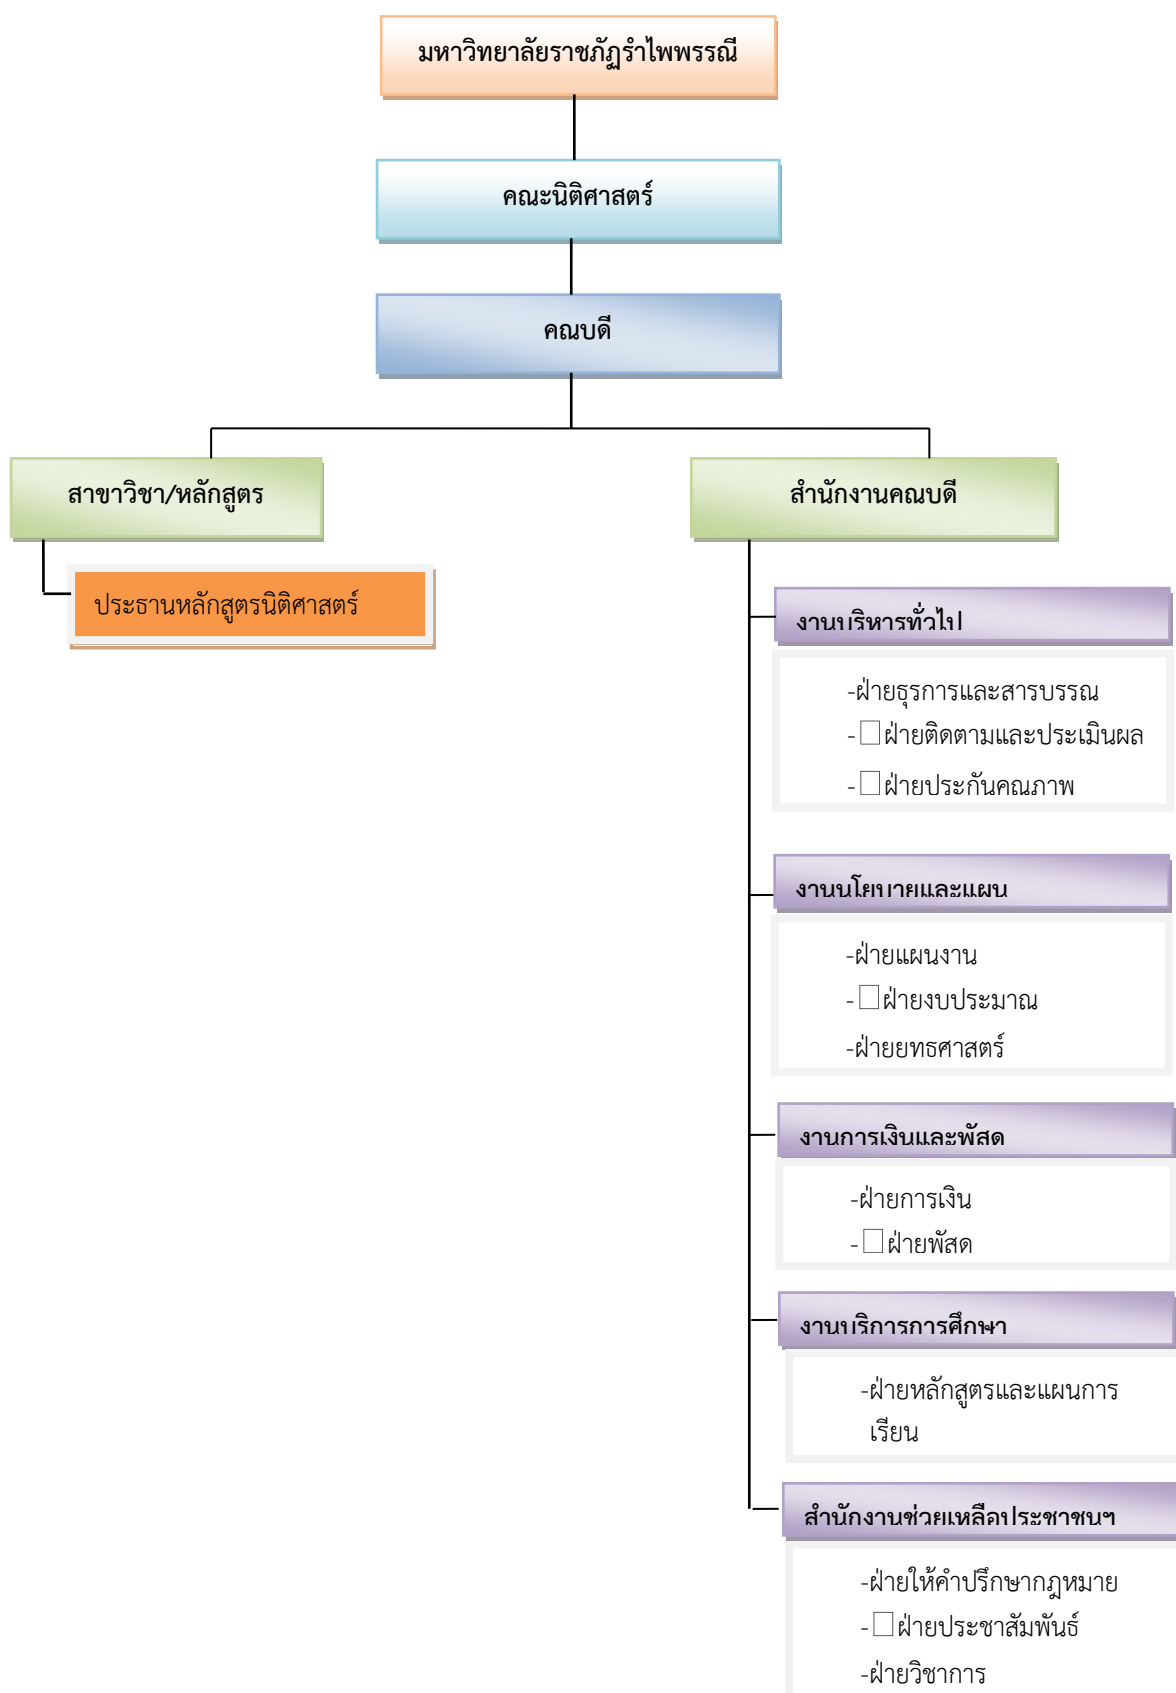 มหาวิทยาลัยราชภัฏรำไพพรรณี
คณะนิติศาสตร์
คณบดี
สาขาวิชา/หลักสูตร
สำนักงานคณบดี
ประธานหลักสูตรนิติศาสตร์
งานบริหารทั่วไป
-ฝ่ายธุรการและสารบรรณ
-□ฝ่ายติดตามและประเมินผล
-□ฝ่ายประกันคุณภาพ
งานนโยบายและแผน
-ฝ่ายแผนงาน
-□ฝ่ายงบประมาณ
-ฝ่ายยุทธศาสตร์
งานการเงินและพัสดุ
-ฝ่ายการเงิน
-□ฝ่ายพัสดุ
งานบริการการศึกษา
-ฝ่ายหลักสูตรและแผนการ
เรียน
สำนักงานช่วยเหลือประชาชนฯ
-ฝ่ายให้คำปรึกษากฎหมาย
-□ฝ่ายประชาสัมพันธ์
-ฝ่ายวิชาการ